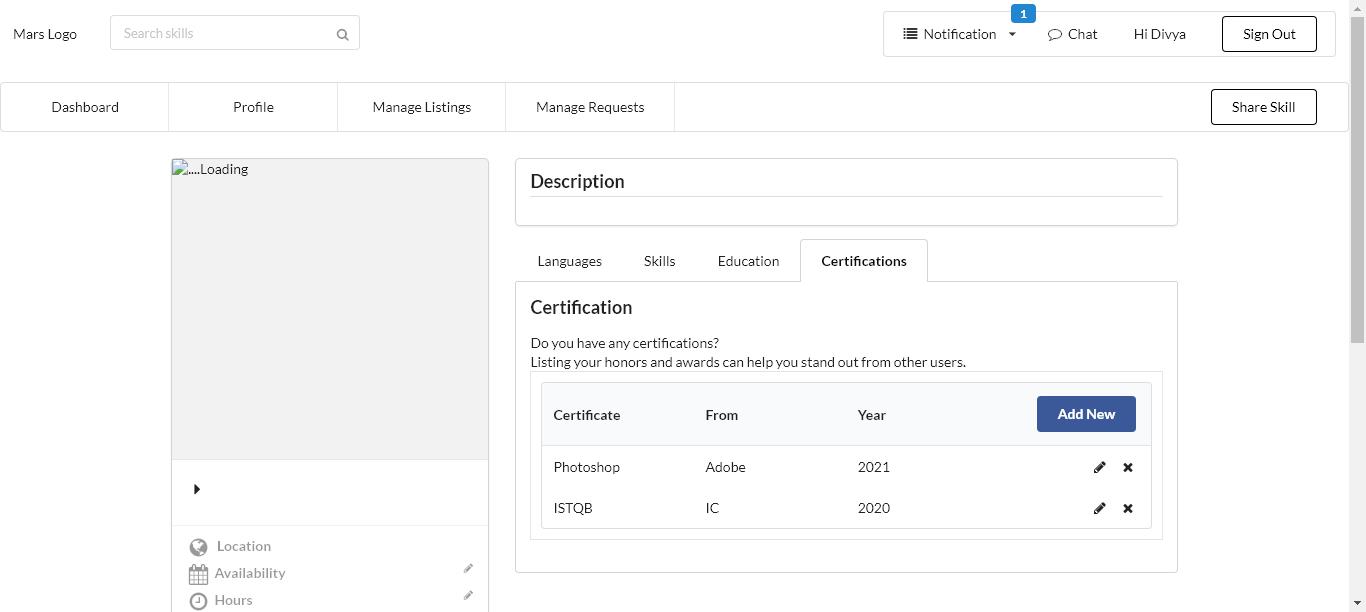 Mars Logo
Search skills
1
Notification
Chat
Hi Divya
Sign Out
Dashboard
Profile
Manage Listings
Manage Requests
Share Skill
....Loading
Location
Availability
Hours
Description
Languages
Skills
Education
Certifications
Certification
Do you have any certifications?
Listing your honors and awards can help you stand out from other users.
Certificate From Year Add New
Photoshop Adobe 2021
ISTQB IC 2020